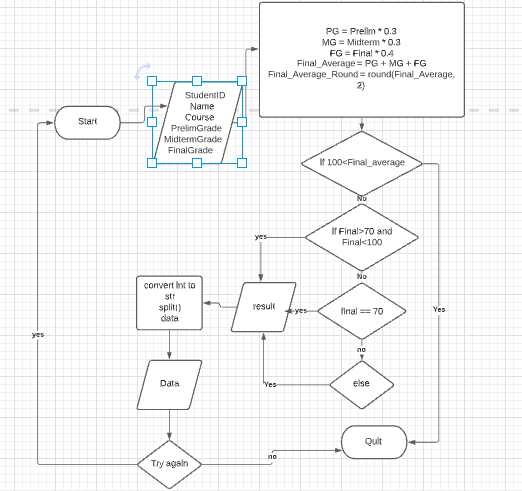 PG = Prelim * 0.3
MG = Midterm * 0.3
FG = Final * 0.4
Final_Average = PG + MG + FG
Final_Average_Round = round(Final_Average,
2)
StudentID
Name
Course
PrelimGrade
MidtermGrade
FinalGrade
Start
If 100<Final_average
No
If Final>70 and
Final<100
yes
No
convert Int to
str
split()
data
result
yes
final == 70
Yes
yes
no
Data
Yes
else
Try again
no
Quit